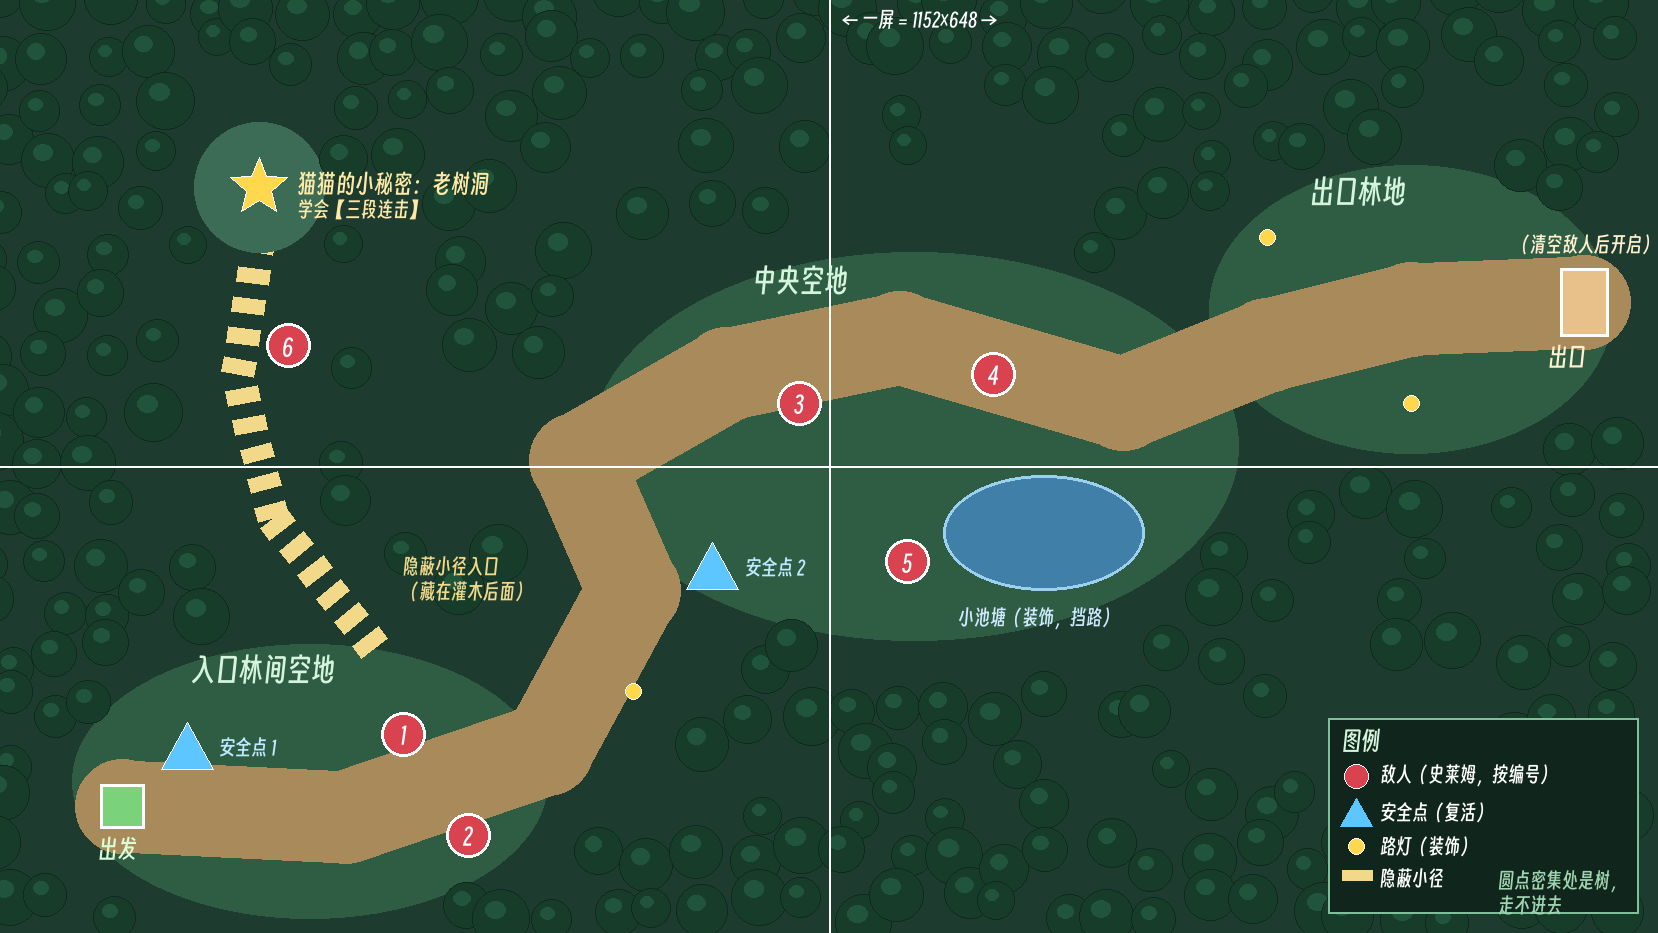 ←一屏 = 1152×648→
猫猫的小秘密：老树洞
学会【三段连击】
出口林地
（清空敌人后开启）
中央空地
出口
6
3
4
隐蔽小径入口
（藏在灌木后面）
安全点 2
5
小池塘（装饰，挡路）
入口林间空地
安全点 1
1
2
出发
图例
敌人（史莱姆，按编号）
安全点（复活）
路灯（装饰）
隐蔽小径
圆点密集处是树，
走不进去